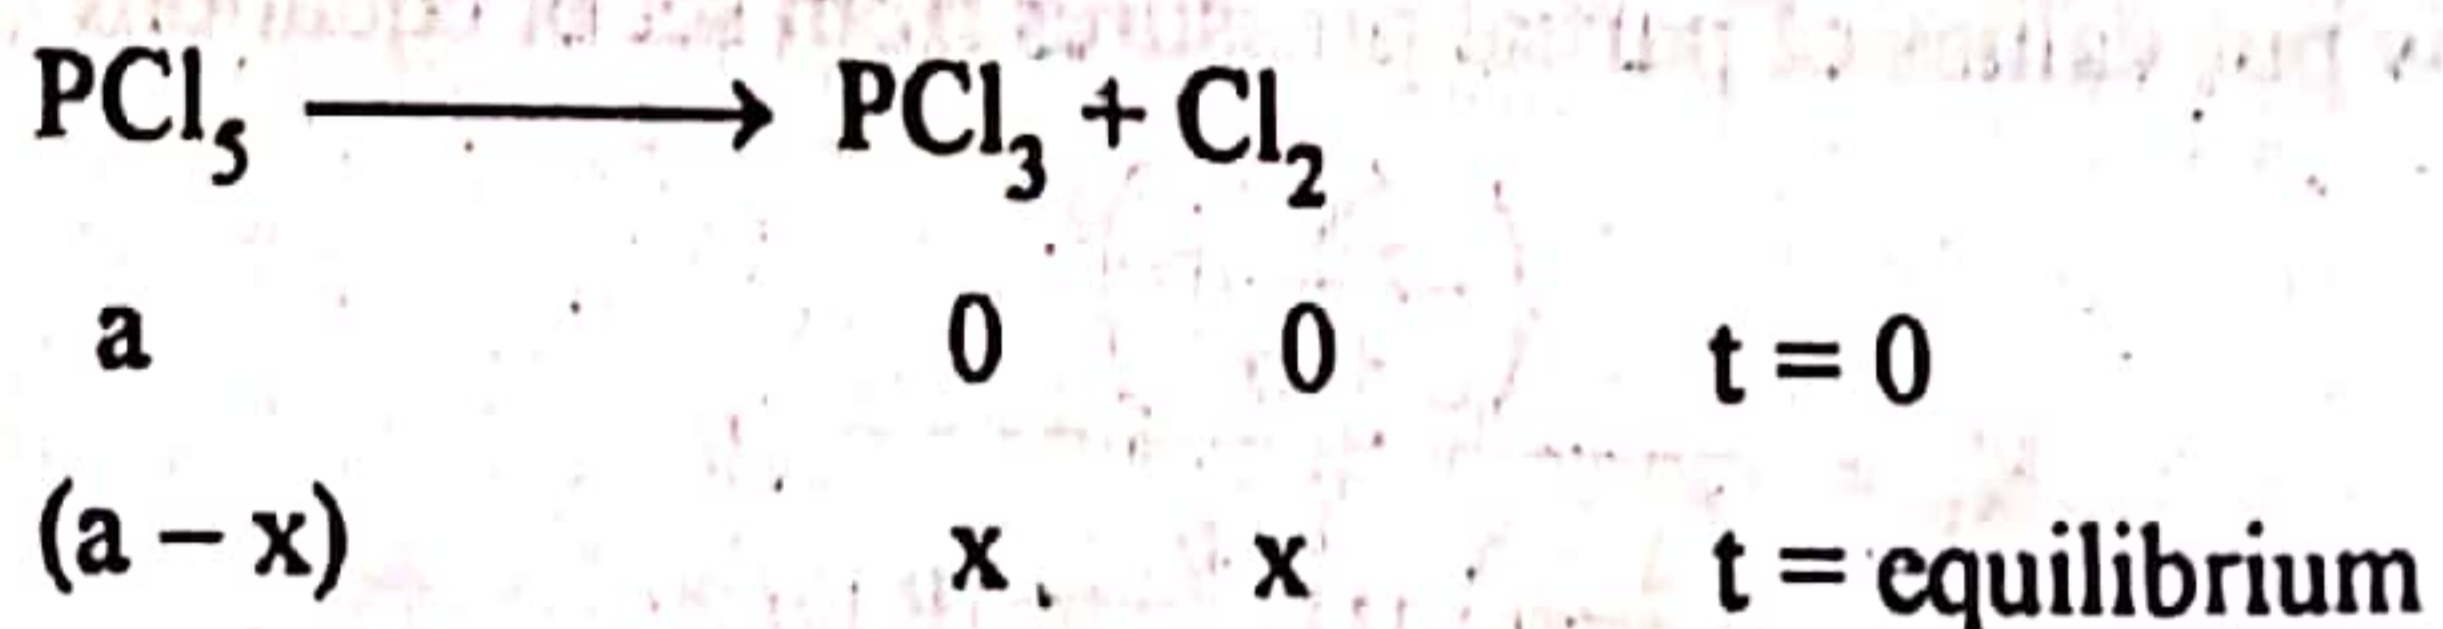 PCl₅ ⟶ PCl₃ + Cl₂
a 0 0 t = 0
(a – x) x x t = equilibrium